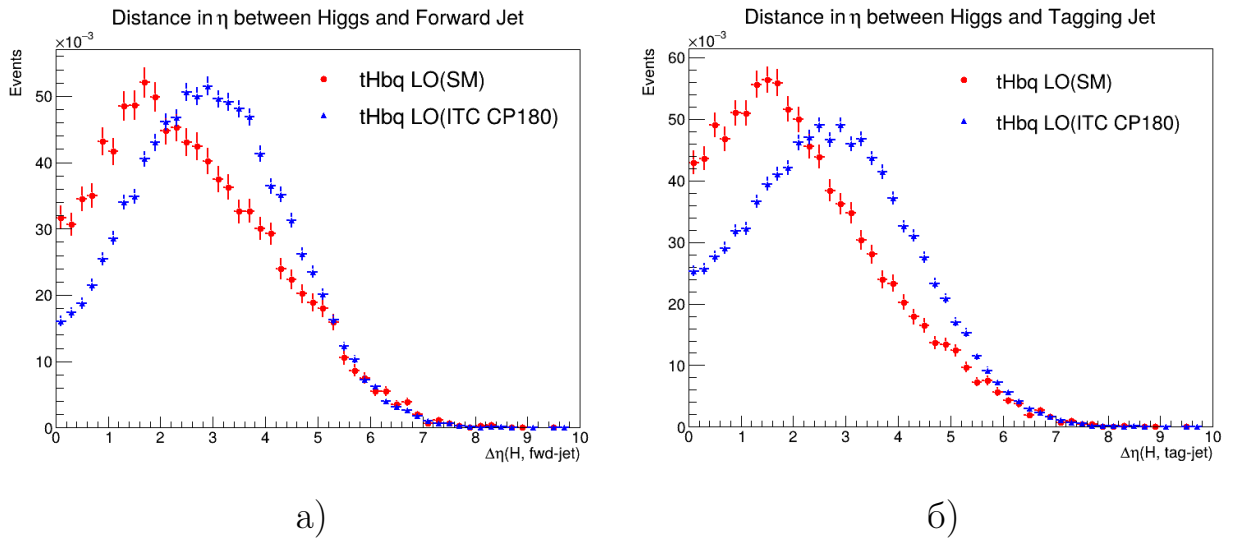 Distance in η between Higgs and Forward Jet
×10⁻³
Events
tHbq LO(SM)
tHbq LO(ITC CP180)
50
40
30
20
10
0
0 1 2 3 4 5 6 7 8 9 10
Δη(H, fwd-jet)
а)
Distance in η between Higgs and Tagging Jet
×10⁻³
Events
tHbq LO(SM)
tHbq LO(ITC CP180)
60
50
40
30
20
10
0
0 1 2 3 4 5 6 7 8 9 10
Δη(H, tag-jet)
б)